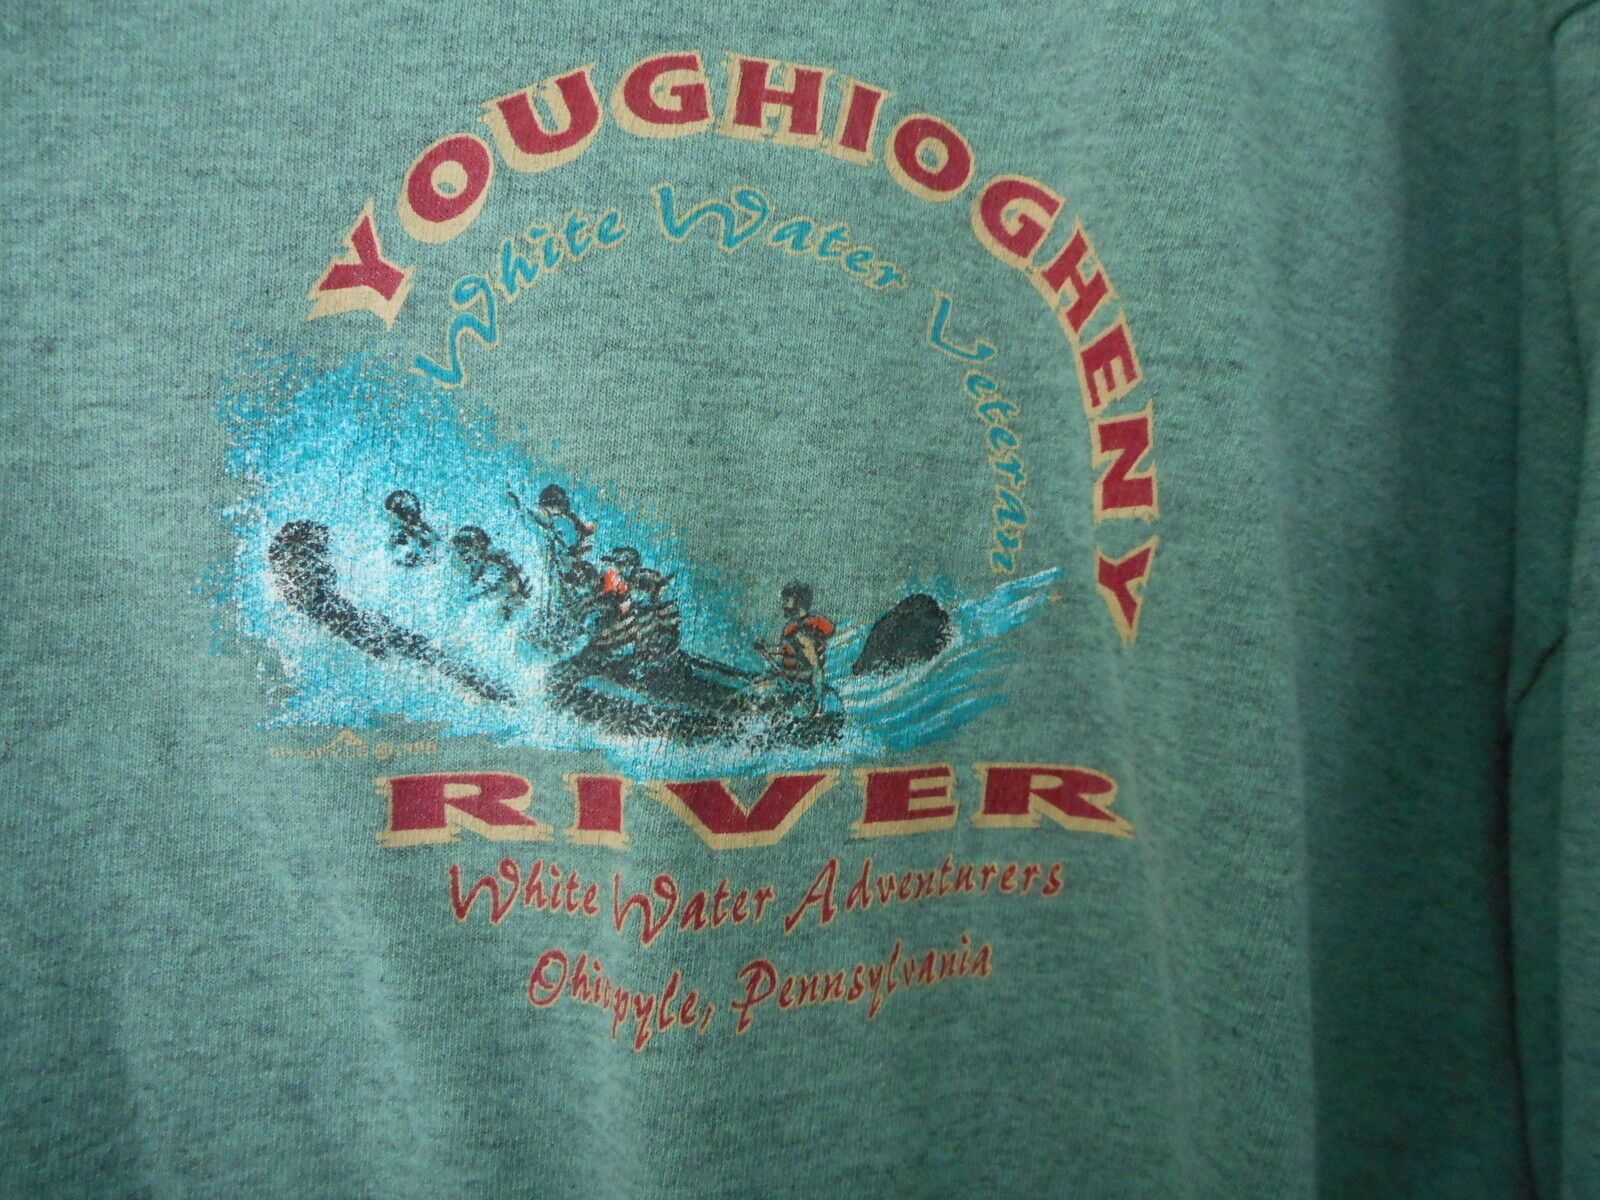 YOUGHIOGHENY
White Water Veteran
RIVER
White Water Adventurers
Ohiopyle, Pennsylvania